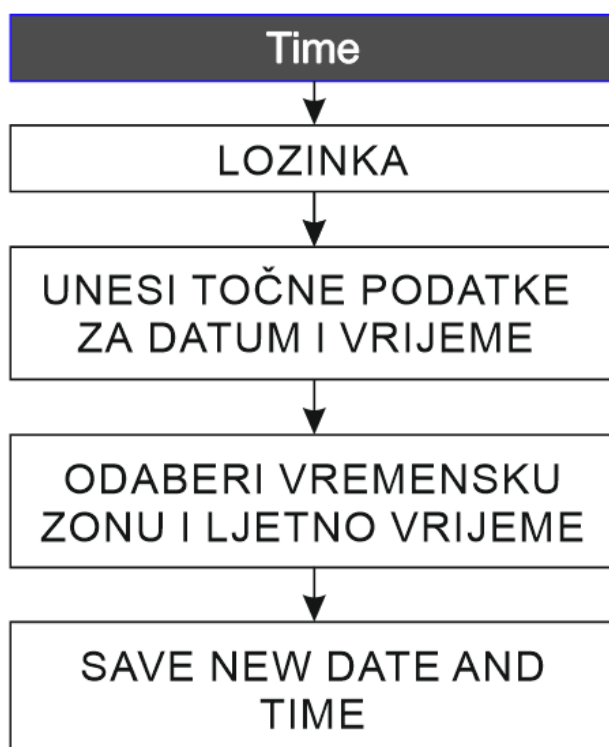 Time
LOZINKA
UNESI TOČNE PODATKE
ZA DATUM I VRIJEME
ODABERI VREMENSKU
ZONU I LJETNO VRIJEME
SAVE NEW DATE AND
TIME